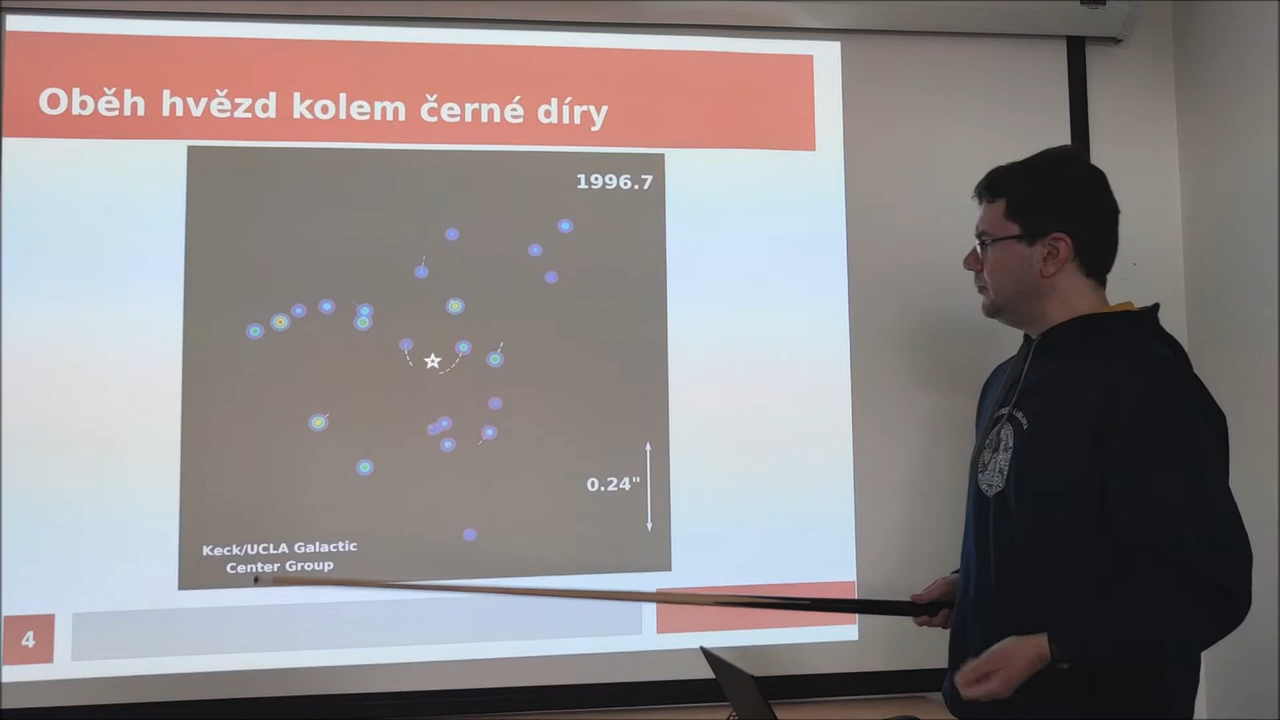 Oběh hvězd kolem černé díry
1996.7
0.24"
Keck/UCLA Galactic
Center Group
4